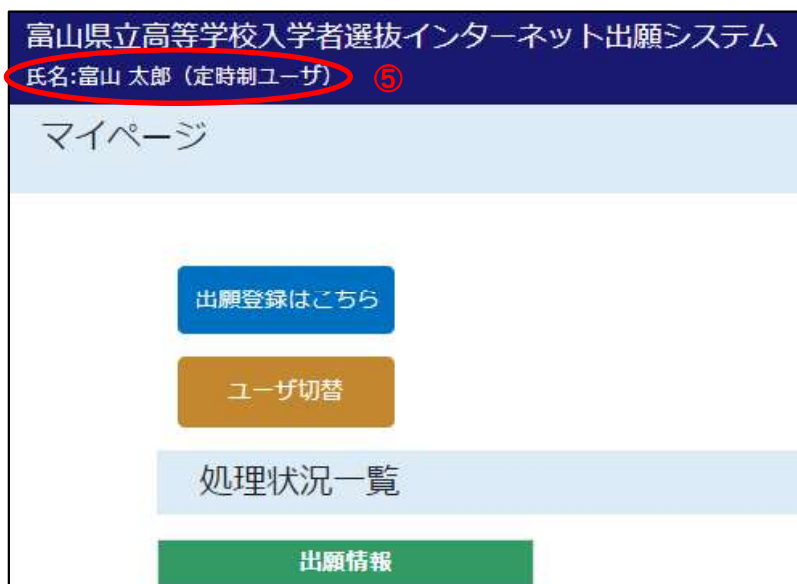 富山県立高等学校入学者選抜インターネット出願システム
氏名:富山 太郎（定時制ユーザ） ⑤
マイページ
出願登録はこちら
ユーザ切替
処理状況一覧
出願情報